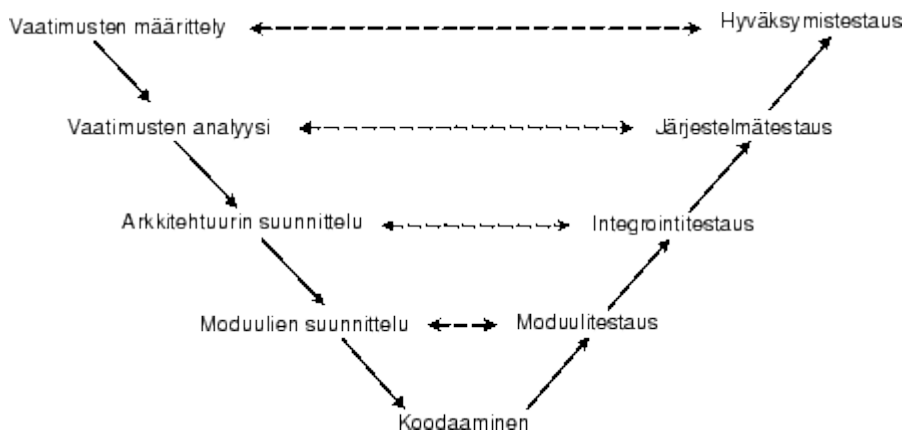 Vaatimusten määrittely
Hyväksymistestaus
Vaatimusten analyysi
Järjestelmätestaus
Arkkitehtuurin suunnittelu
Integrointitestaus
Moduulien suunnittelu
Moduulitestaus
Koodaaminen